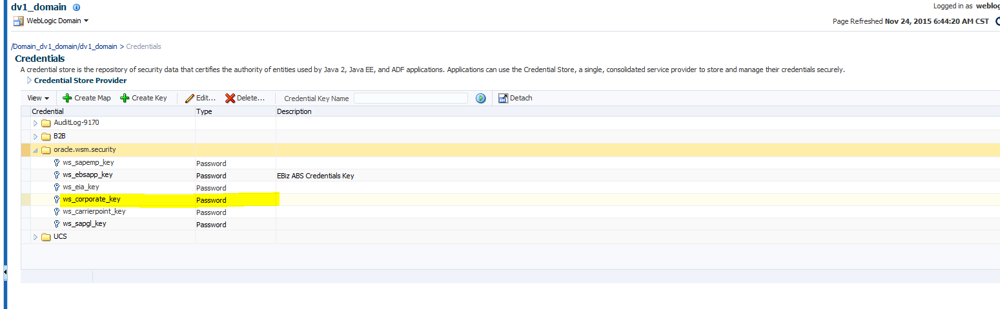 dv1_domain
Logged in as weblog
WebLogic Domain
Page Refreshed Nov 24, 2015 6:44:20 AM CST
/Domain_dv1_domain/dv1_domain > Credentials
Credentials
A credential store is the repository of security data that certifies the authority of entities used by Java 2, Java EE, and ADF applications. Applications can use the Credential Store, a single, consolidated service provider to store and manage their credentials securely.
Credential Store Provider
View Create Map Create Key Edit... Delete... Credential Key Name Detach
Credential Type Description
AuditLog-9170
B2B
oracle.wsm.security
ws_sapemp_key Password
ws_ebsapp_key Password EBiz ABS Credentials Key
ws_eia_key Password
ws_corporate_key Password
ws_carrierpoint_key Password
ws_sapgl_key Password
UCS